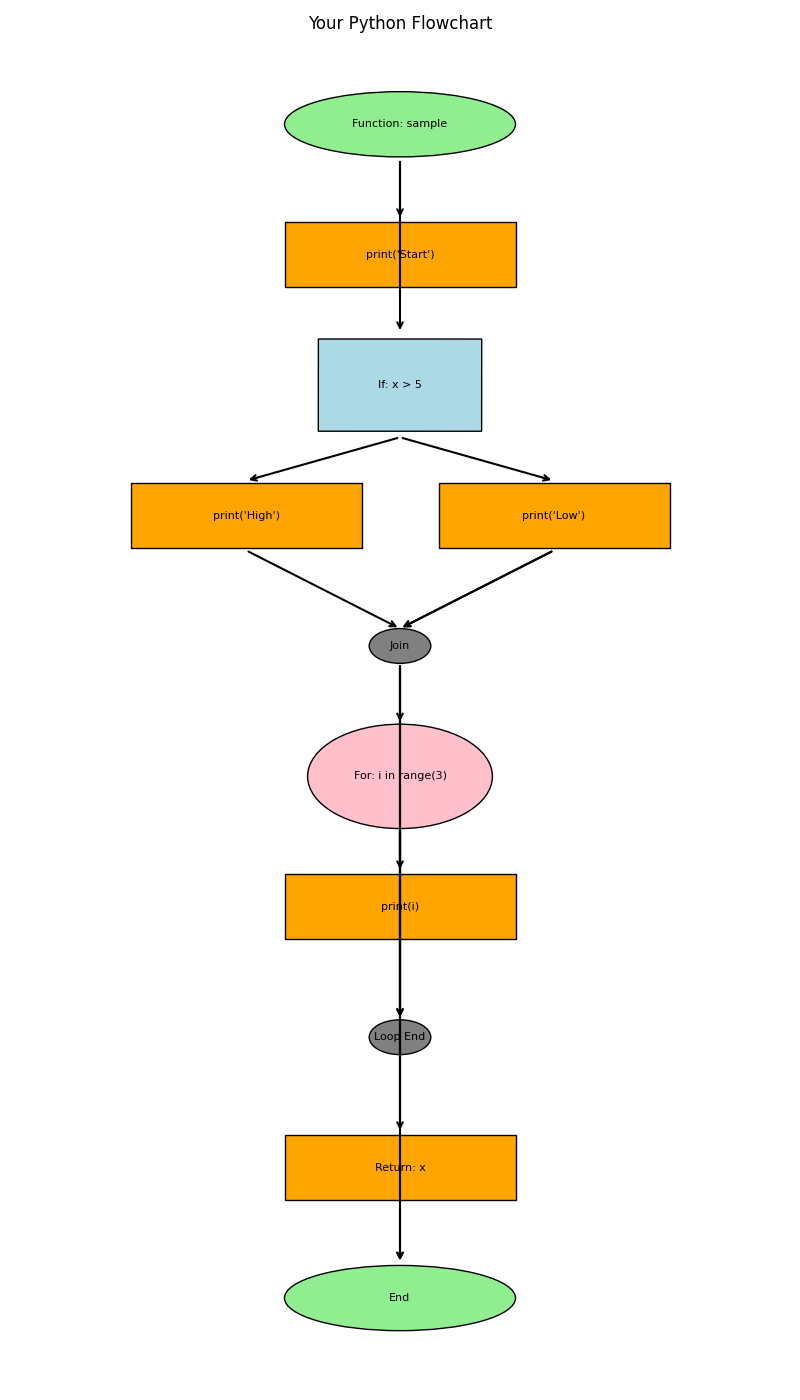 Your Python Flowchart
Function: sample
print('Start')
If: x > 5
print('High')
print('Low')
Join
For: i in range(3)
print(i)
Loop End
Return: x
End